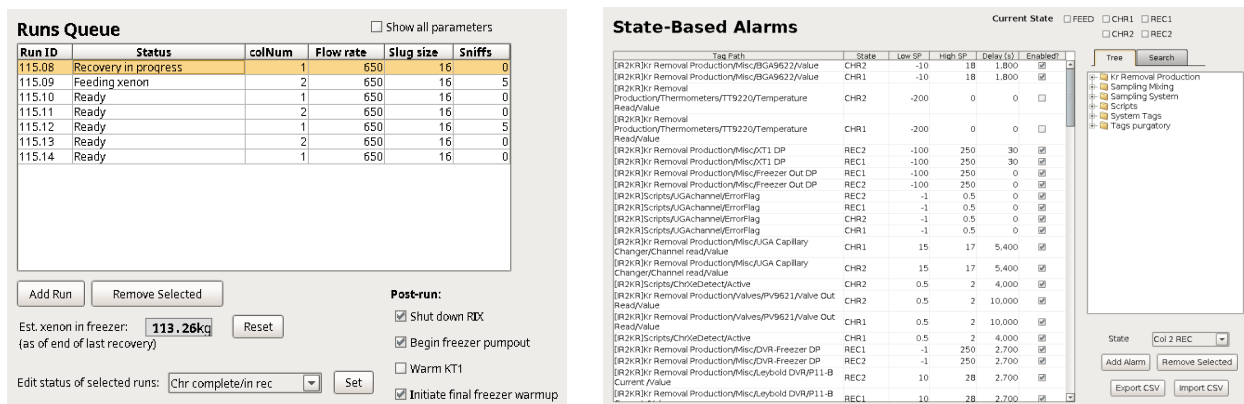 Runs Queue
Show all parameters
Run ID Status colNum Flow rate Slug size Sniffs
115.08 Recovery in progress 1 650 16 0
115.09 Feeding xenon 2 650 16 5
115.10 Ready 1 650 16 0
115.11 Ready 2 650 16 0
115.12 Ready 1 650 16 5
115.13 Ready 2 650 16 0
115.14 Ready 1 650 16 0
Add Run Remove Selected
Est. xenon in freezer: 113.26kg Reset
(as of end of last recovery)
Edit status of selected runs: Chr complete/in rec Set
Post-run:
Shut down RIX
Begin freezer pumpout
Warm KT1
Initiate final freezer warmup
State-Based Alarms
Current State FEED CHR1 REC1
CHR2 REC2
Tag Path State Low SP High SP Delay (s) Enabled?
[IR2KR]Kr Removal Production/Misc/BGA9622/Value CHR2 -10 18 1,800
[IR2KR]Kr Removal Production/Misc/BGA9622/Value CHR1 -10 18 1,800
[IR2KR]Kr Removal
Production/Thermometers/TT9220/Temperature CHR2 -200 0 0
Read/Value
[IR2KR]Kr Removal
Production/Thermometers/TT9220/Temperature CHR1 -200 0 0
Read/Value
[IR2KR]Kr Removal Production/Misc/XT1 DP REC2 -100 250 30
[IR2KR]Kr Removal Production/Misc/XT1 DP REC1 -100 250 30
[IR2KR]Kr Removal Production/Misc/Freezer Out DP REC1 -100 250 0
[IR2KR]Kr Removal Production/Misc/Freezer Out DP REC2 -100 250 0
[IR2KR]Scripts/UGAchannel/ErrorFlag REC2 -1 0.5 0
[IR2KR]Scripts/UGAchannel/ErrorFlag REC1 -1 0.5 0
[IR2KR]Scripts/UGAchannel/ErrorFlag CHR2 -1 0.5 0
[IR2KR]Scripts/UGAchannel/ErrorFlag CHR1 -1 0.5 0
[IR2KR]Kr Removal Production/Misc/UGA Capillary
Changer/Channel read/Value CHR1 15 17 5,400
[IR2KR]Kr Removal Production/Misc/UGA Capillary
Changer/Channel read/Value CHR2 15 17 5,400
[IR2KR]Scripts/ChrXeDetect/Active CHR2 0.5 2 4,000
[IR2KR]Kr Removal Production/Valves/PV9621/Valve Out
Read/Value CHR2 0.5 2 10,000
[IR2KR]Kr Removal Production/Valves/PV9621/Valve Out
Read/Value CHR1 0.5 2 10,000
[IR2KR]Scripts/ChrXeDetect/Active CHR1 0.5 2 4,000
[IR2KR]Kr Removal Production/Misc/DVR-Freezer DP REC1 -1 250 2,700
[IR2KR]Kr Removal Production/Misc/DVR-Freezer DP REC2 -1 250 2,700
[IR2KR]Kr Removal Production/Misc/Leybold DVR/P11-B
Current /Value REC2 10 28 2,700
[IR2KR]Kr Removal Production/Misc/Leybold DVR/P11-B
REC1 10 28 2,700
Tree Search
Kr Removal Production
Sampling Mixing
Sampling System
Scripts
System Tags
Tags purgatory
State Col 2 REC
Add Alarm Remove Selected
Export CSV Import CSV